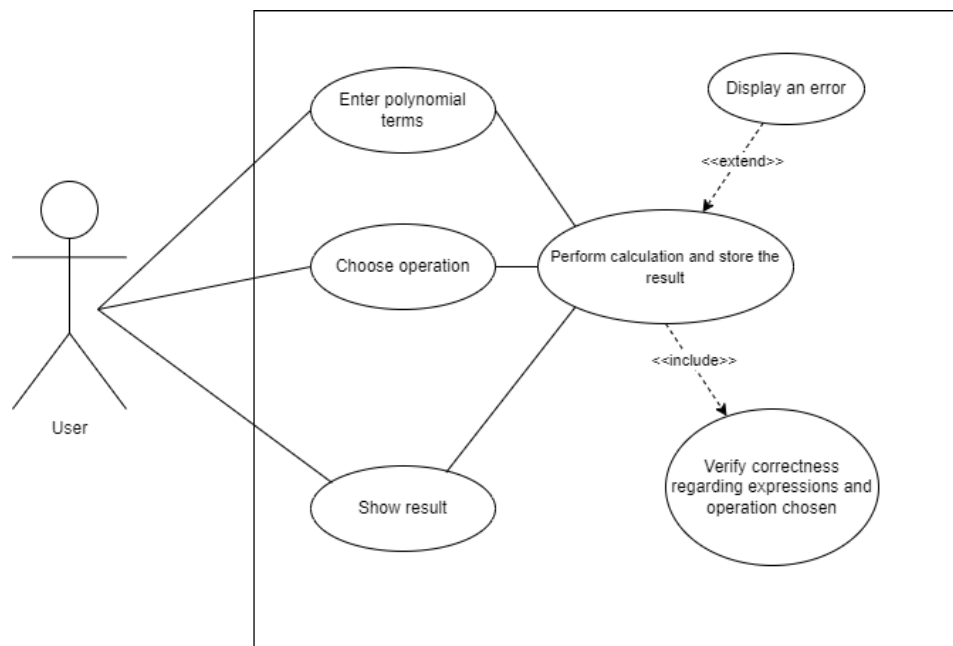 Enter polynomial
terms
Display an error
<<extend>>
Choose operation
Perform calculation and store the
result
<<include>>
User
Verify correctness
regarding expressions and
operation chosen
Show result